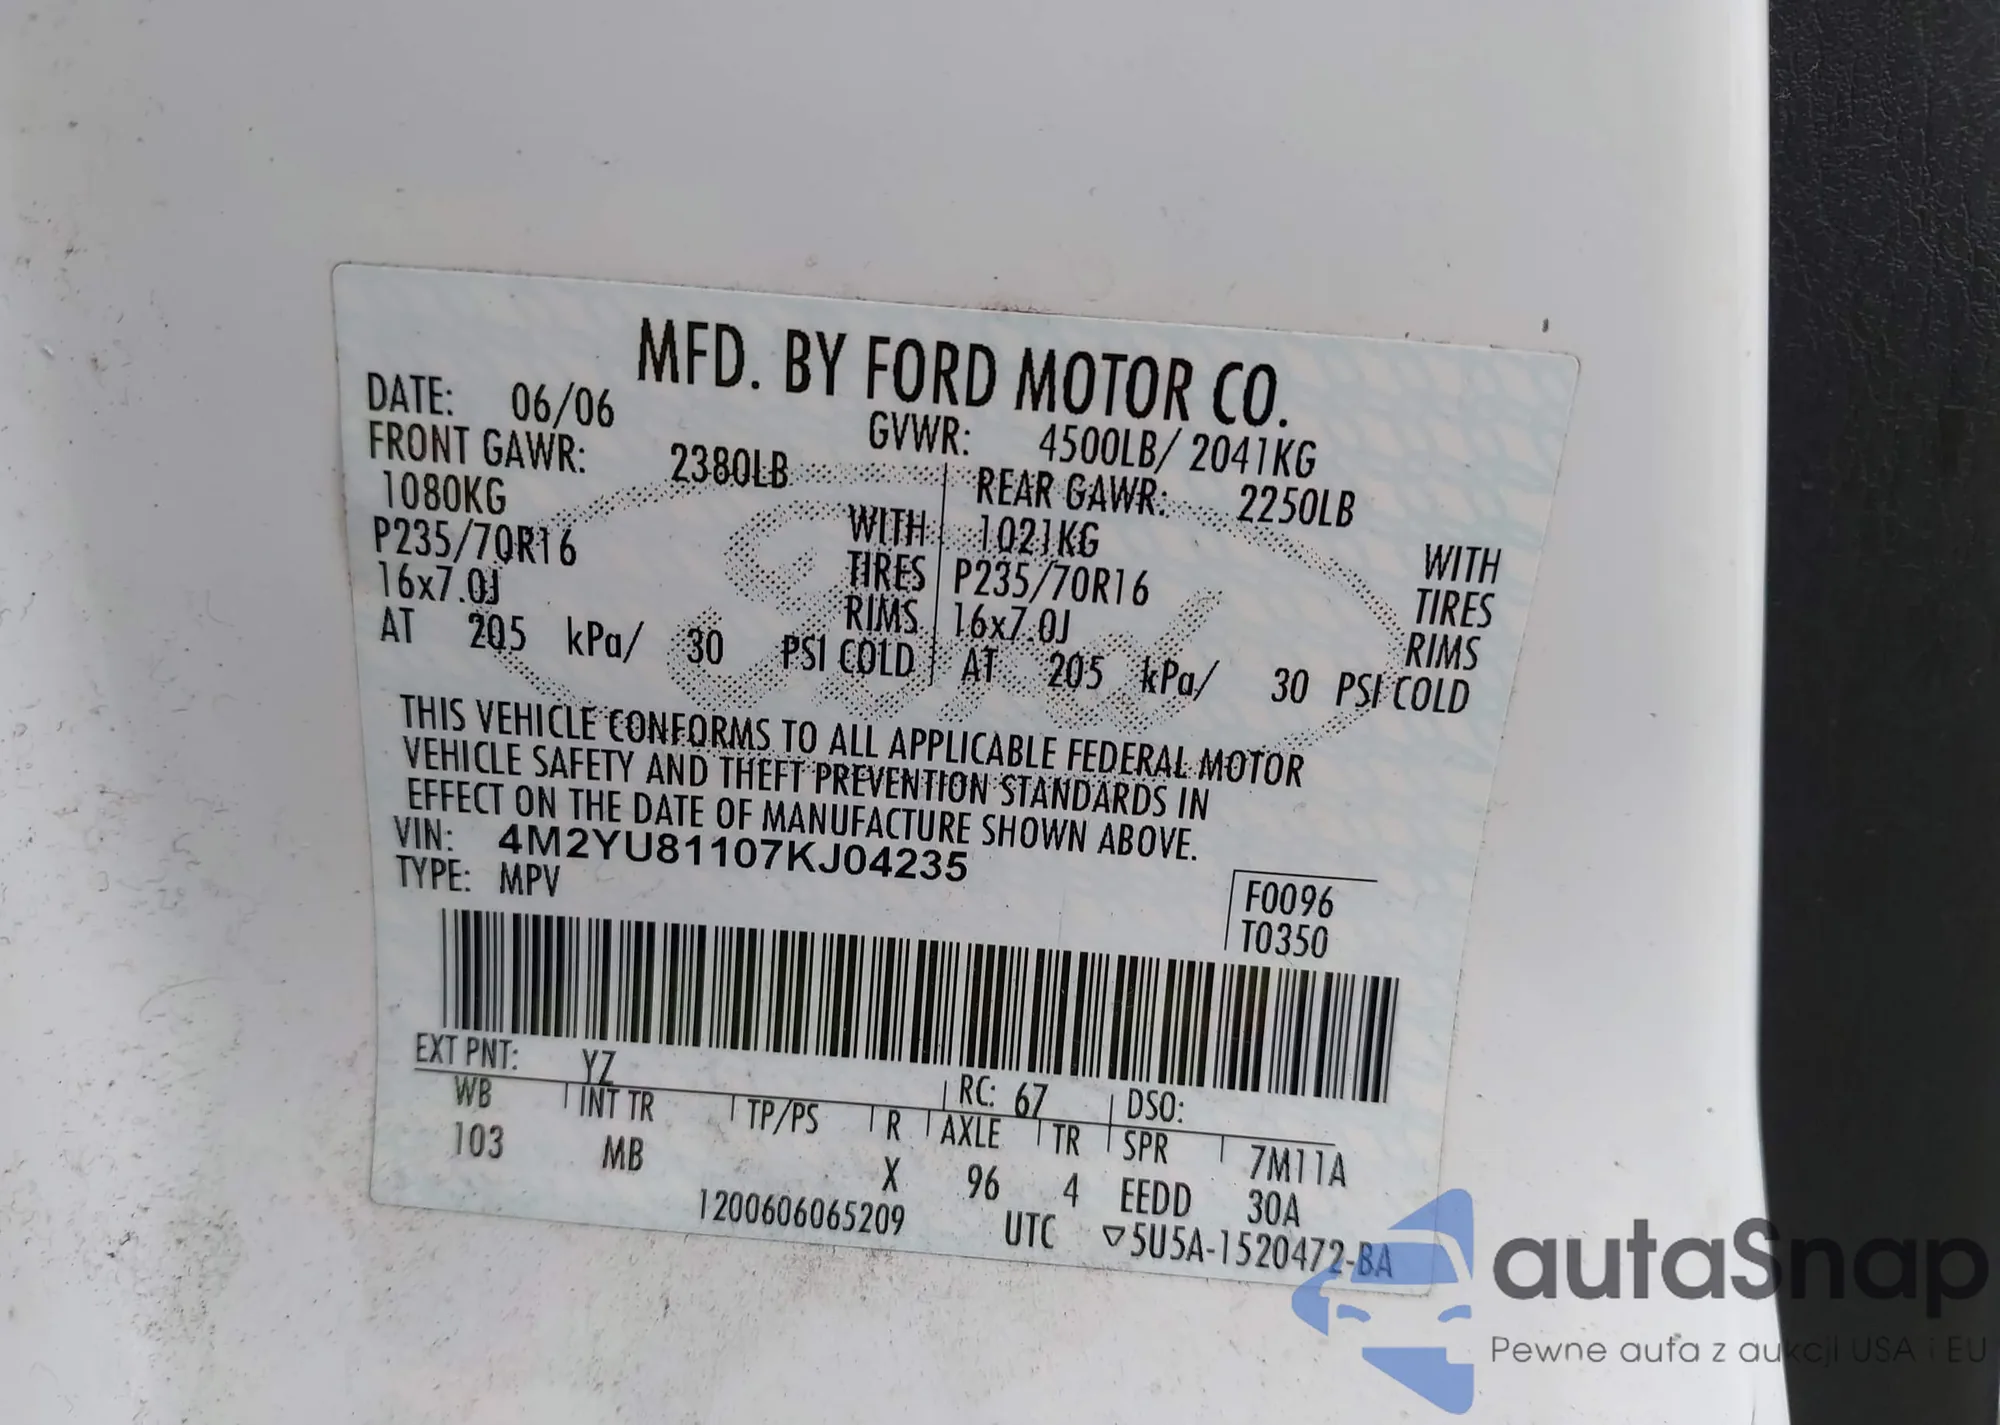 MFD. BY FORD MOTOR CO.
DATE: 06/06 GVWR: 4500LB/ 2041KG
FRONT GAWR: 2380LB REAR GAWR: 2250LB
1080KG WITH 1021KG WITH
P235/70R16 TIRES P235/70R16 TIRES
16x7.0J RIMS 16x7.0J RIMS
AT 205 kPa/ 30 PSI COLD AT 205 kPa/ 30 PSI COLD
THIS VEHICLE CONFORMS TO ALL APPLICABLE FEDERAL MOTOR
VEHICLE SAFETY AND THEFT PREVENTION STANDARDS IN
EFFECT ON THE DATE OF MANUFACTURE SHOWN ABOVE.
VIN: 4M2YU81107KJ04235
TYPE: MPV
F0096
T0350
EXT PNT: YZ RC: 67 DSO:
WB INT TR TP/PS R AXLE TR SPR 7M11A
103 MB X 96 4 EEDD 30A
1200606065209 UTC ▽5U5A-1520472-BA
Ford
autaSnap
Pewne auta z aukcji USA i EU